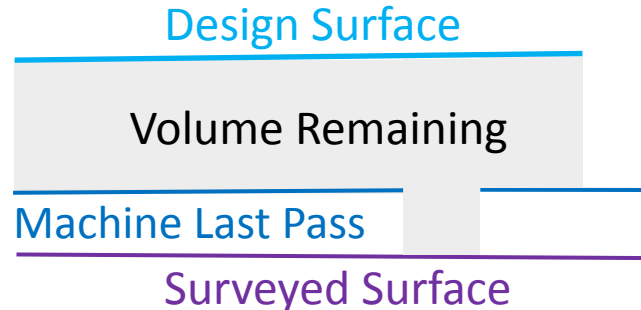 Design Surface
Volume Remaining
Machine Last Pass
Surveyed Surface